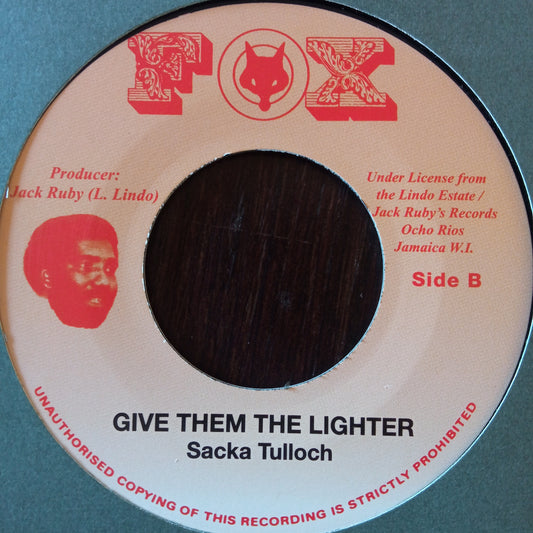 FOX
Producer:
Jack Ruby (L. Lindo)
Under License from
the Lindo Estate /
Jack Ruby's Records
Ocho Rios
Jamaica W.I.
Side B
GIVE THEM THE LIGHTER
Sacka Tulloch
UNAUTHORISED COPYING OF THIS RECORDING IS STRICTLY PROHIBITED